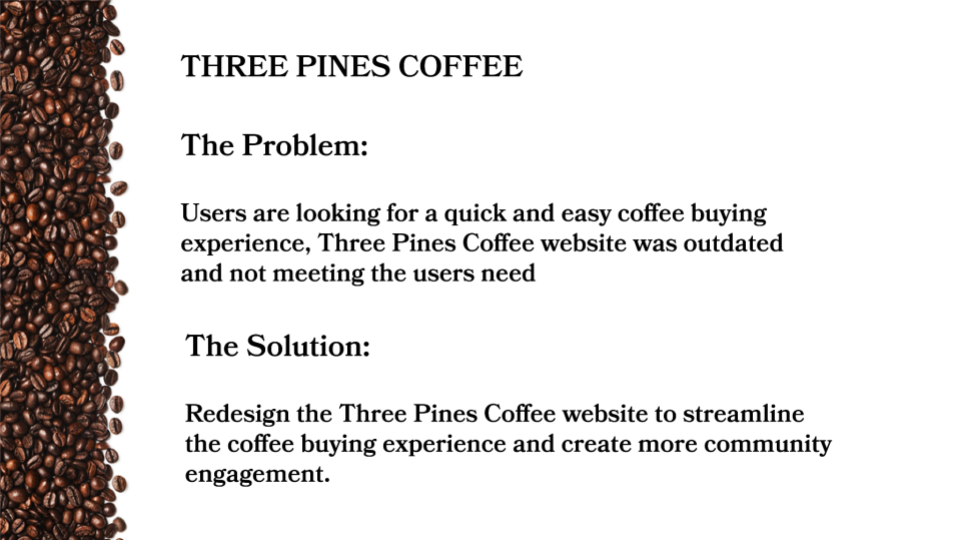 THREE PINES COFFEE
The Problem:
Users are looking for a quick and easy coffee buying
experience, Three Pines Coffee website was outdated
and not meeting the users need
The Solution:
Redesign the Three Pines Coffee website to streamline
the coffee buying experience and create more community
engagement.